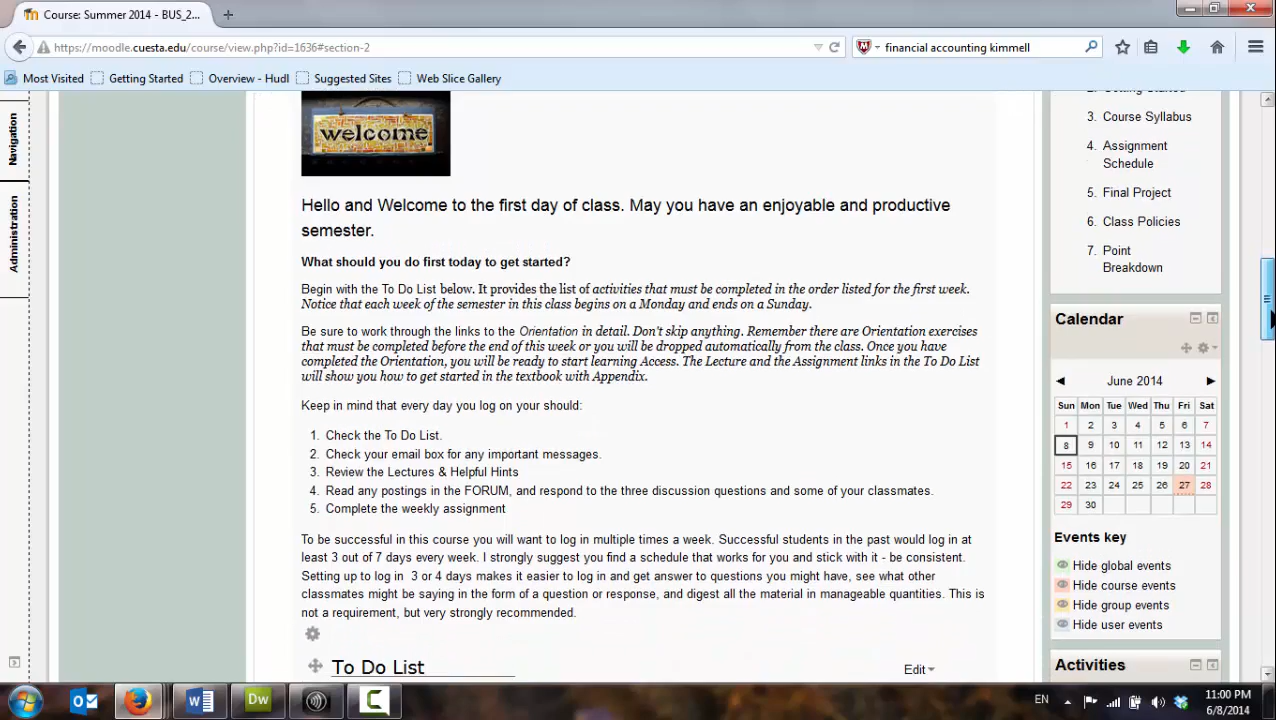 Course: Summer 2014 - BUS_2...
https://moodle.cuesta.edu/course/view.php?id=1636#section-2
financial accounting kimmell
Most Visited
Getting Started
Overview - Hudl
Suggested Sites
Web Slice Gallery
Navigation
Administration
welcome
Hello and Welcome to the first day of class. May you have an enjoyable and productive
semester.
What should you do first today to get started?
Begin with the To Do List below. It provides the list of activities that must be completed in the order listed for the first week.
Notice that each week of the semester in this class begins on a Monday and ends on a Sunday.
Be sure to work through the links to the Orientation in detail. Don't skip anything. Remember there are Orientation exercises
that must be completed before the end of this week or you will be dropped automatically from the class. Once you have
completed the Orientation, you will be ready to start learning Access. The Lecture and the Assignment links in the To Do List
will show you how to get started in the textbook with Appendix.
Keep in mind that every day you log on your should:
1. Check the To Do List.
2. Check your email box for any important messages.
3. Review the Lectures & Helpful Hints
4. Read any postings in the FORUM, and respond to the three discussion questions and some of your classmates.
5. Complete the weekly assignment
To be successful in this course you will want to log in multiple times a week. Successful students in the past would log in at
least 3 out of 7 days every week. I strongly suggest you find a schedule that works for you and stick with it - be consistent.
Setting up to log in 3 or 4 days makes it easier to log in and get answer to questions you might have, see what other
classmates might be saying in the form of a question or response, and digest all the material in manageable quantities. This is
not a requirement, but very strongly recommended.
To Do List
Edit
2. Getting Started
3. Course Syllabus
4. Assignment
Schedule
5. Final Project
6. Class Policies
7. Point
Breakdown
Calendar
June 2014
Sun Mon Tue Wed Thu Fri Sat
1 2 3 4 5 6 7
8 9 10 11 12 13 14
15 16 17 18 19 20 21
22 23 24 25 26 27 28
29 30
Events key
Hide global events
Hide course events
Hide group events
Hide user events
Activities
Dw
EN
11:00 PM
6/8/2014